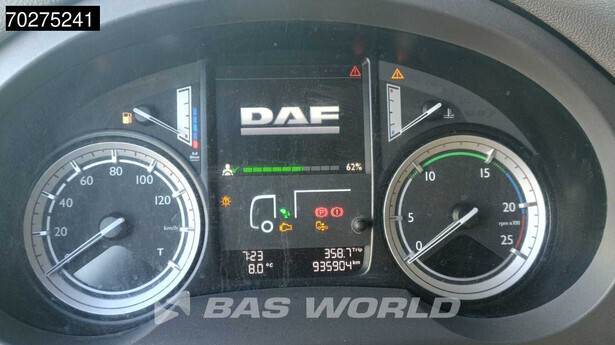 70275241
DAF
62%
0 20 40 60 80 100 120
km/h
T
0 5 10 15 20 25
rpm x100
7:23 358.7 Trip
8.0 °C 935904 km
BAS WORLD